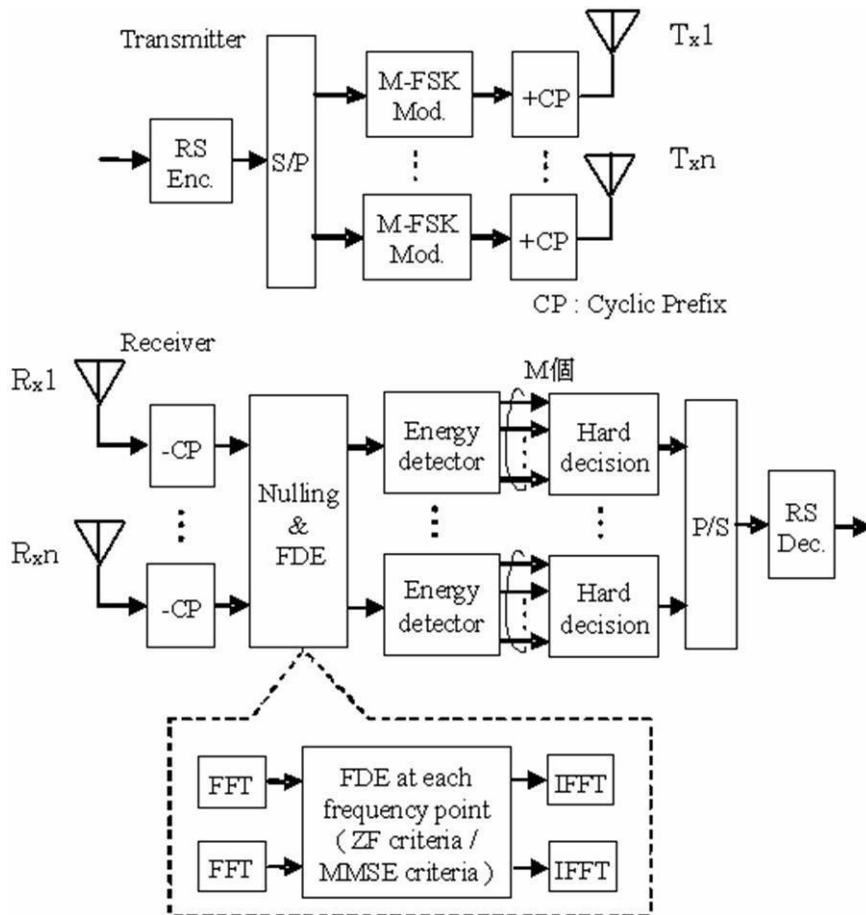 Transmitter
RS
Enc.
S/P
M-FSK
Mod.
+CP
Tx1
M-FSK
Mod.
+CP
Txn
CP : Cyclic Prefix
Receiver
Rx1
-CP
Rxn
-CP
Nulling
&
FDE
Energy
detector
M個
Hard
decision
Energy
detector
Hard
decision
P/S
RS
Dec.
FFT
FFT
FDE at each
frequency point
( ZF criteria /
MMSE criteria )
IFFT
IFFT